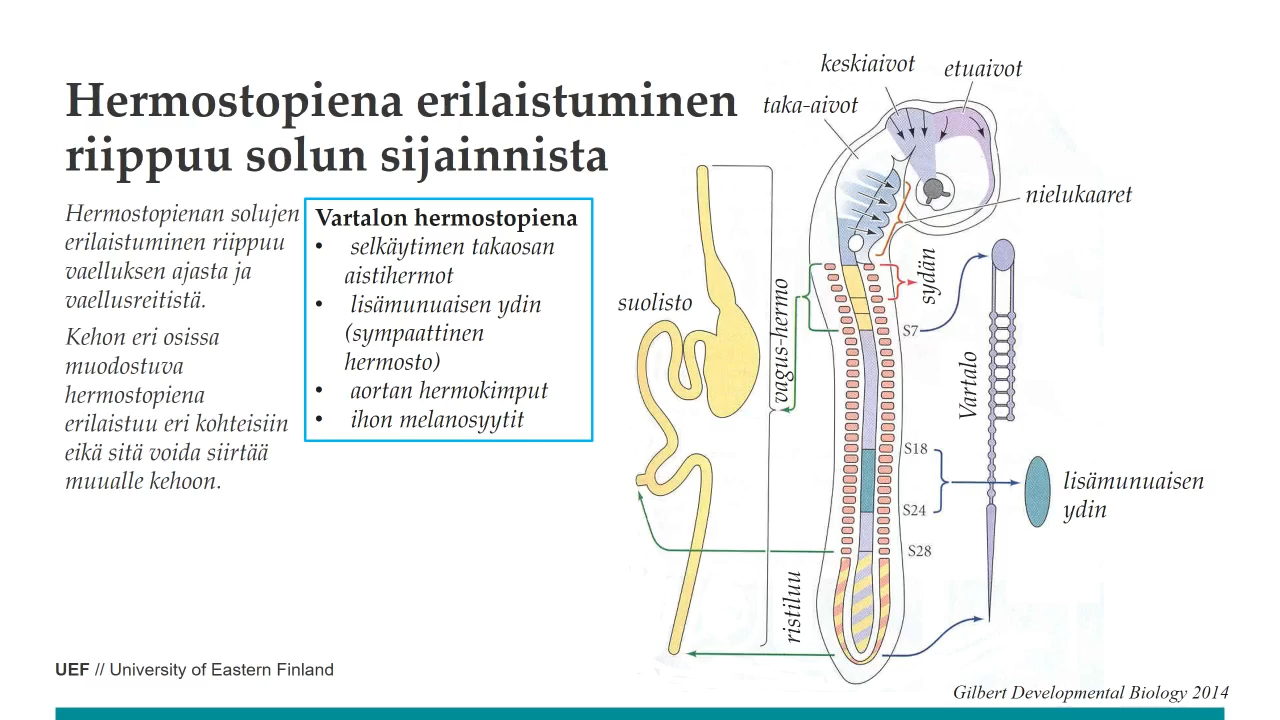 Hermostopiena erilaistuminen
riippuu solun sijainnista
Hermostopienan solujen
erilaistuminen riippuu
vaelluksen ajasta ja
vaellusreitistä.
Kehon eri osissa
muodostuva
hermostopiena
erilaistuu eri kohteisiin
eikä sitä voida siirtää
muualle kehoon.
Vartalon hermostopiena
• selkäytimen takaosan
aistihermot
• lisämunuaisen ydin
(sympaattinen
hermosto)
• aortan hermokimput
• ihon melanosyytit
keskiaivot
etuaivot
taka-aivot
nielukaaret
sydän
suolisto
vagus-hermo
S7
Vartalo
S18
lisämunuaisen
ydin
S24
S28
ristiluu
UEF // University of Eastern Finland
Gilbert Developmental Biology 2014